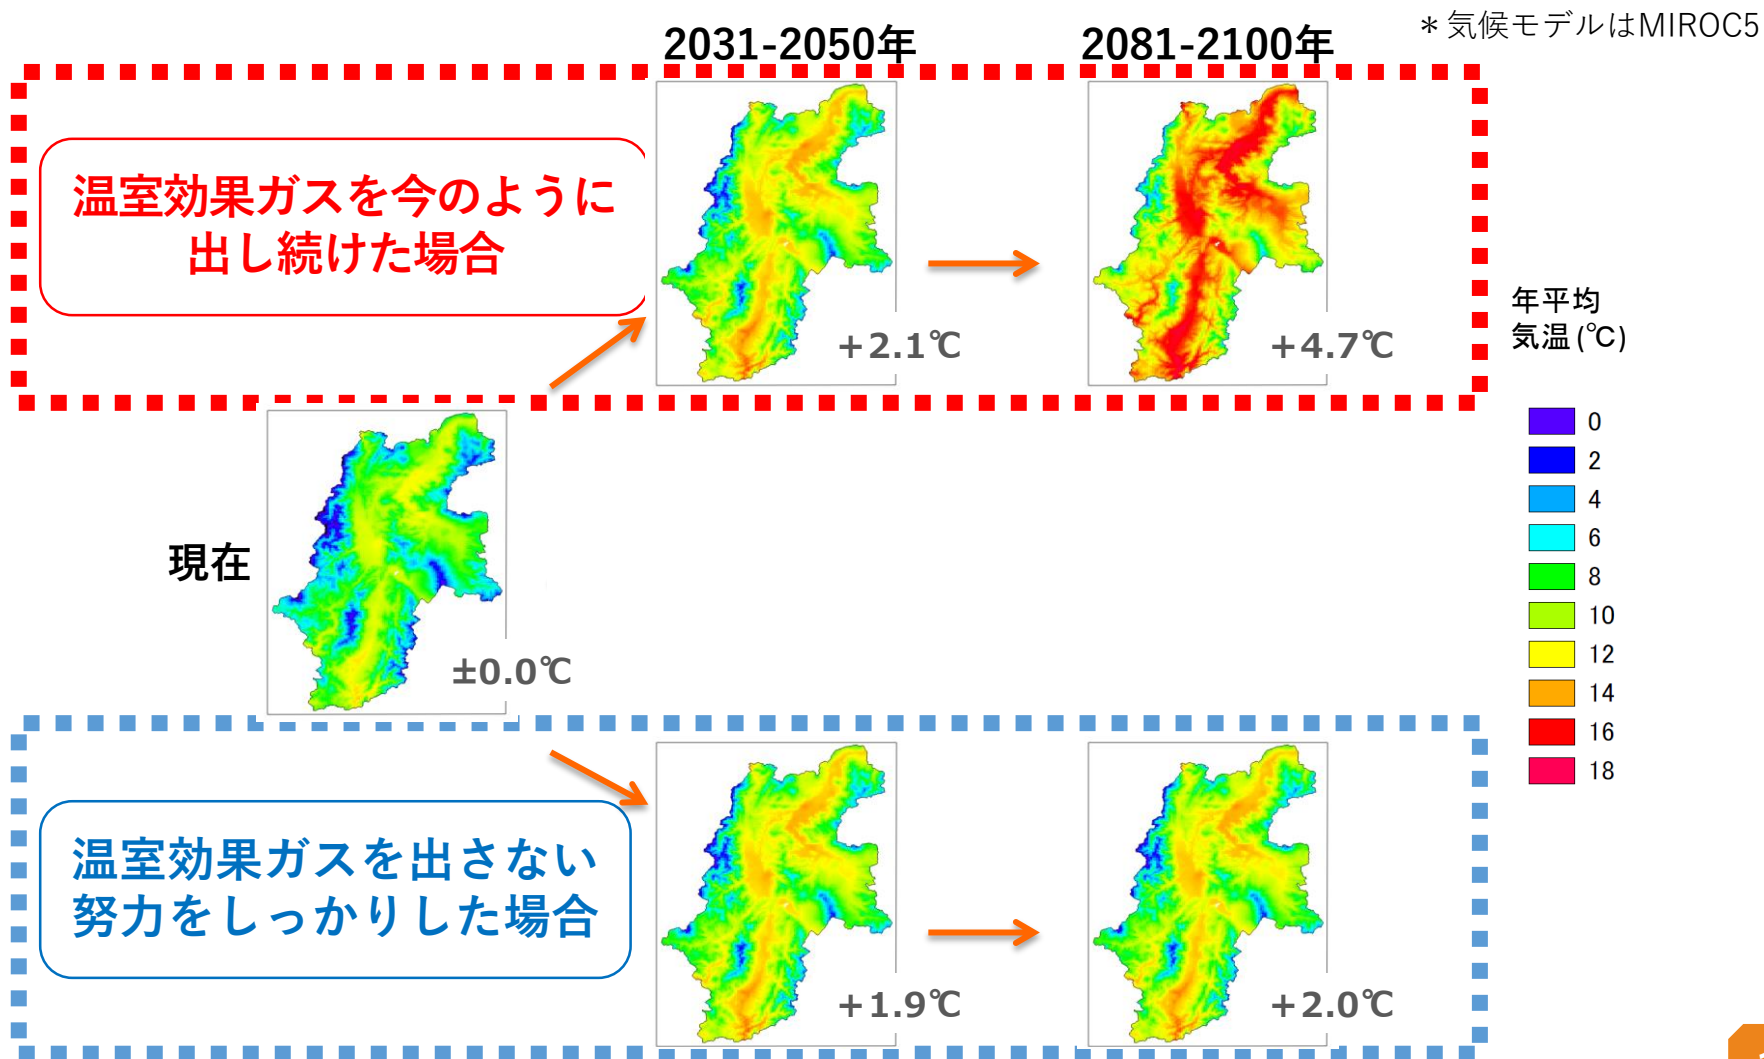 ＊気候モデルはMIROC5
2031-2050年
2081-2100年
温室効果ガスを今のように
出し続けた場合
+2.1℃
+4.7℃
現在
±0.0℃
温室効果ガスを出さない
努力をしっかりした場合
+1.9℃
+2.0℃
年平均
気温(℃)
0
2
4
6
8
10
12
14
16
18